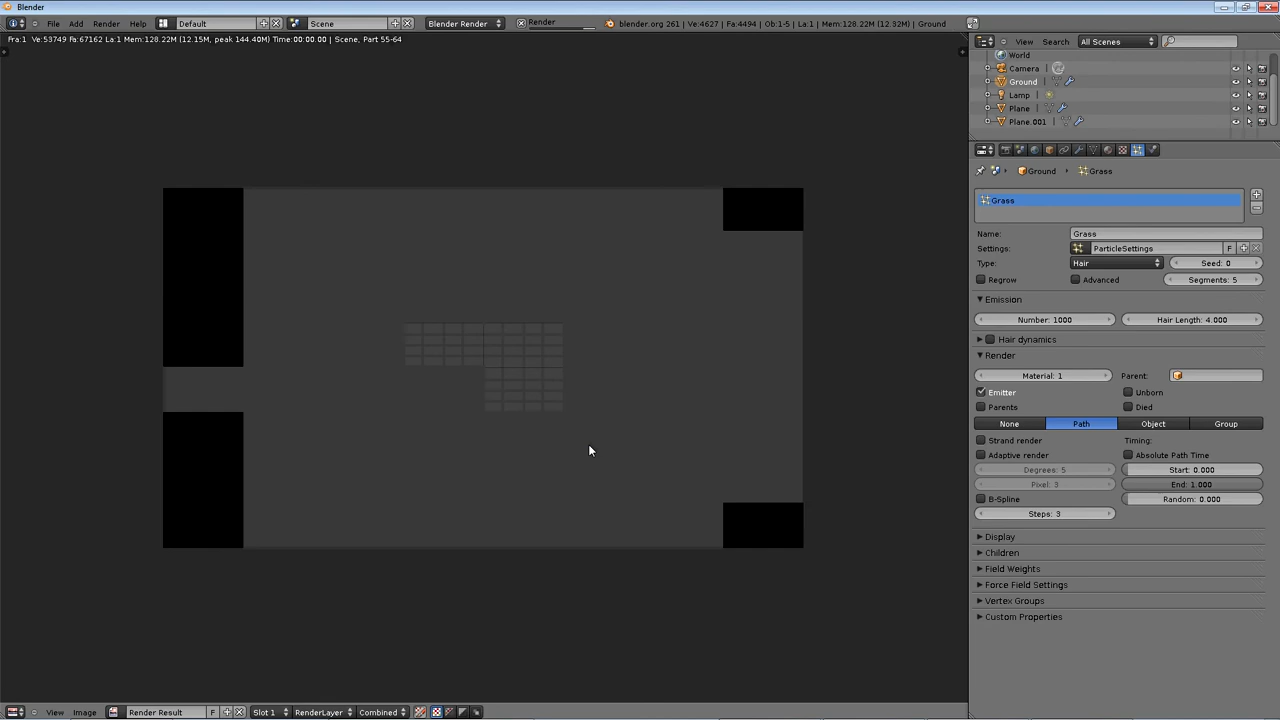 Blender
File Add Render Help Default Scene Blender Render Render blender.org 261 | Ve:4627 | Fa:4494 | Ob:1-5 | La:1 | Mem:128.22M (12.32M) | Ground
Fra:1 Ve:53749 Fa:67162 La:1 Mem:128.22M (12.15M, peak 144.40M) Time:00:00.00 | Scene, Part 55-64
View Search All Scenes
World
Camera
Ground
Lamp
Plane
Plane.001
Ground Grass
Grass
Name: Grass
Settings: ParticleSettings F
Type: Hair Seed: 0
Regrow Advanced Segments: 5
Emission
Number: 1000 Hair Length: 4.000
Hair dynamics
Render
Material: 1 Parent:
Emitter Unborn
Parents Died
None Path Object Group
Strand render Timing:
Adaptive render Absolute Path Time
Degrees: 5 Start: 0.000
Pixel: 3 End: 1.000
B-Spline Random: 0.000
Steps: 3
Display
Children
Field Weights
Force Field Settings
Vertex Groups
Custom Properties
View Image Render Result F Slot 1 RenderLayer Combined